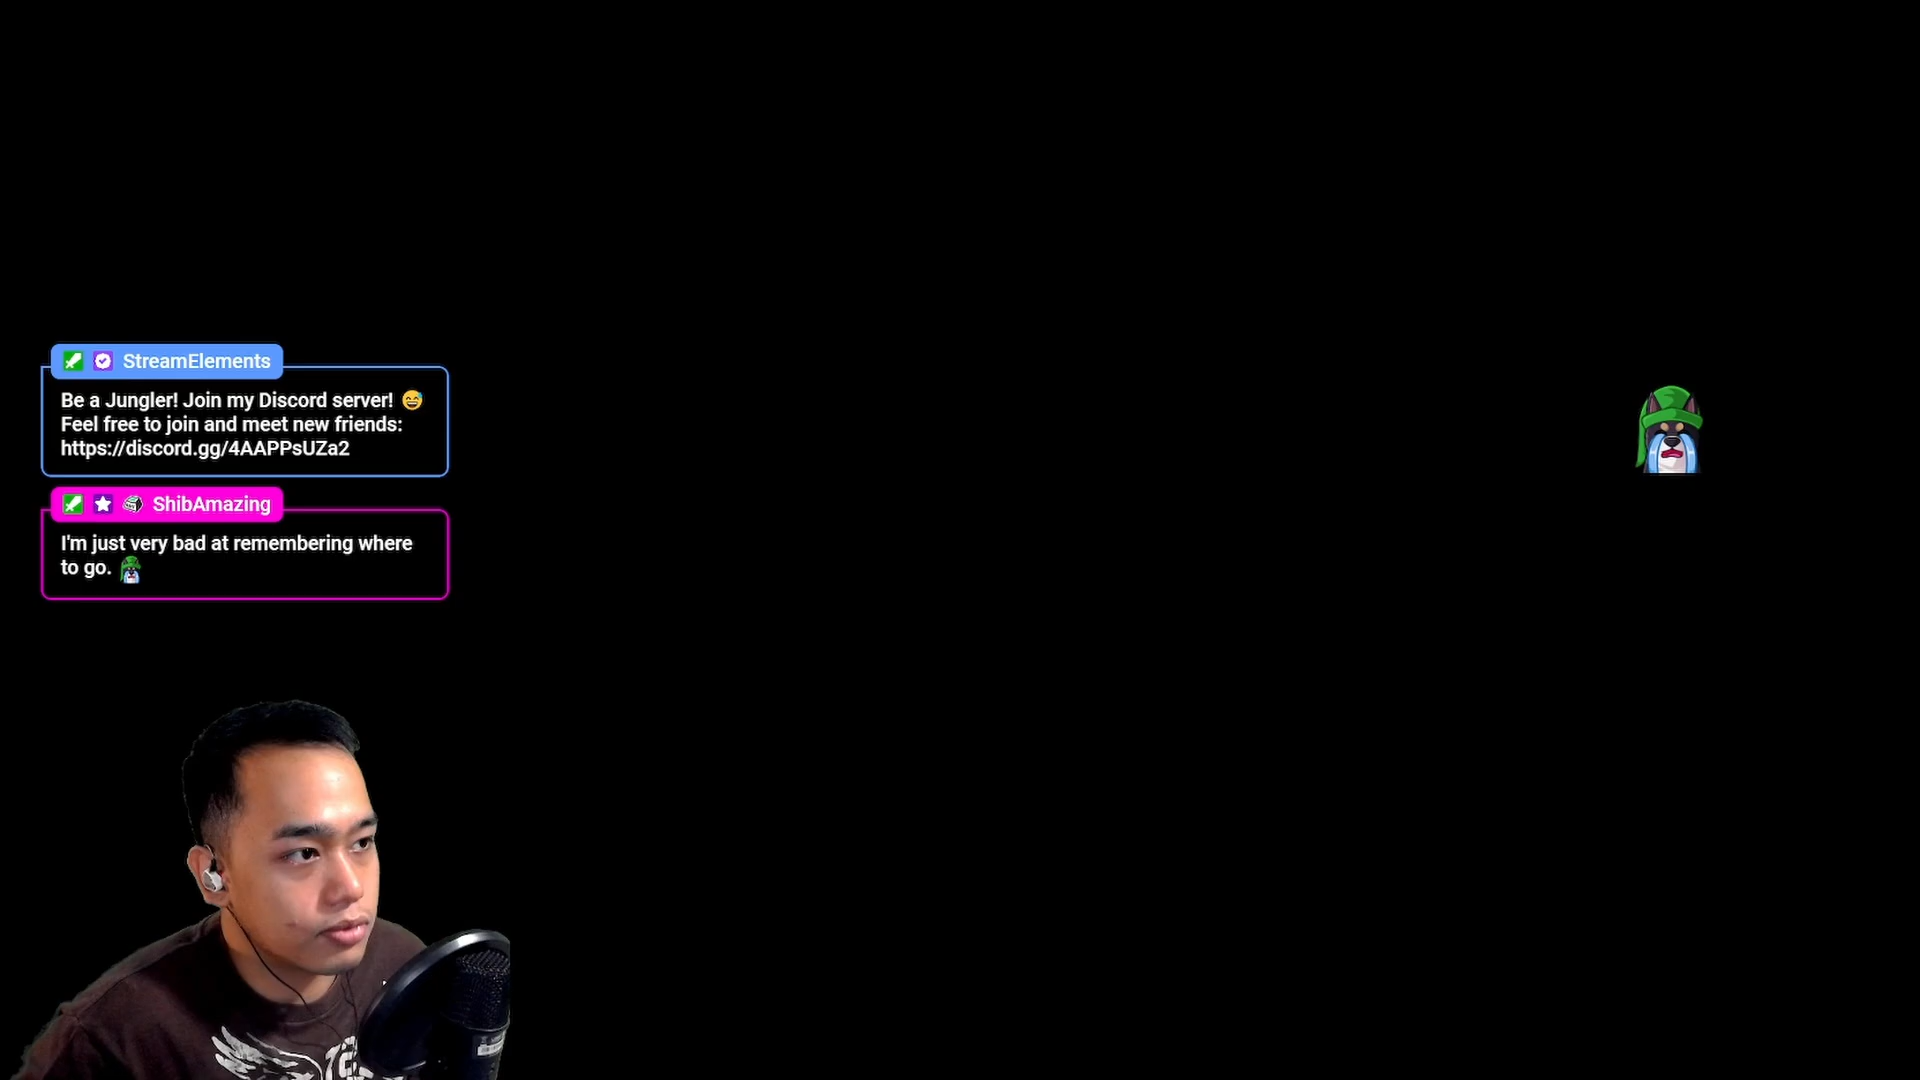 StreamElements
Be a Jungler! Join my Discord server! 😅
Feel free to join and meet new friends:
https://discord.gg/4AAPPsUZa2
ShibAmazing
I'm just very bad at remembering where
to go.